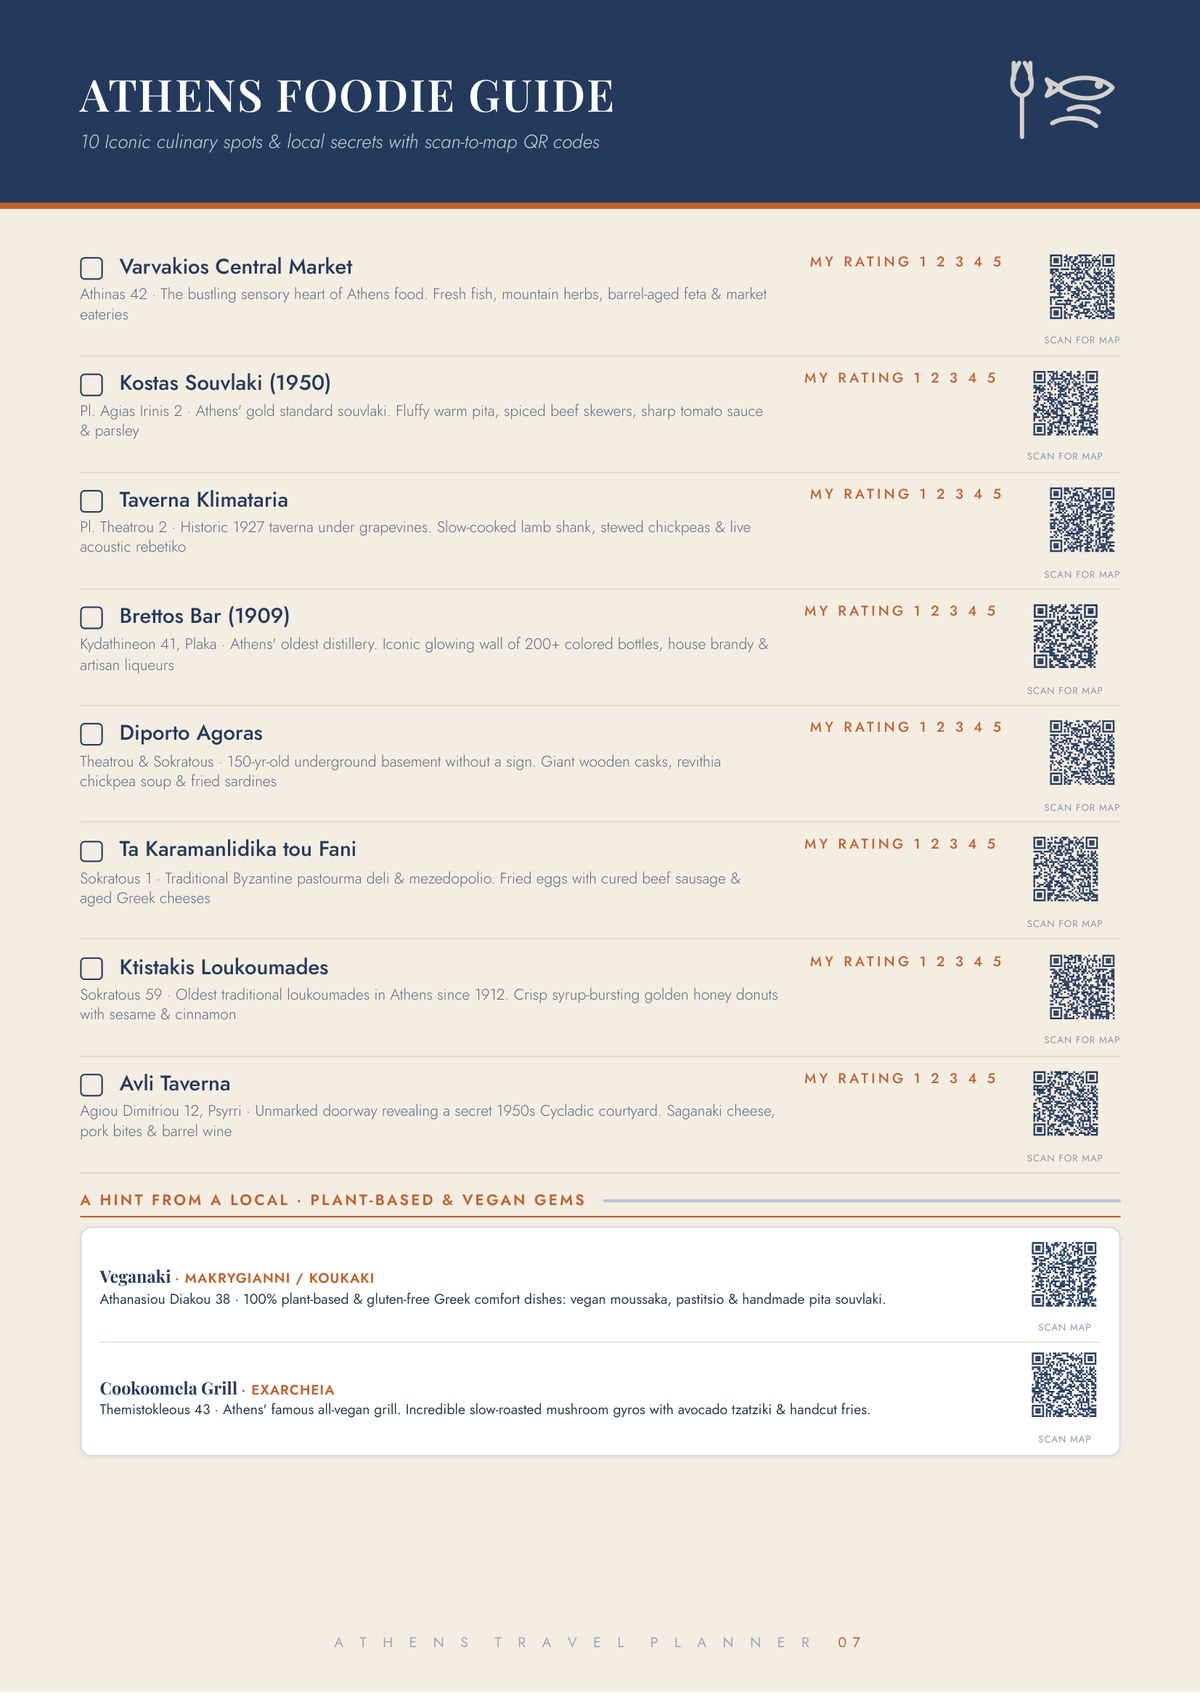 ATHENS FOODIE GUIDE
10 Iconic culinary spots & local secrets with scan-to-map QR codes
Varvakios Central Market
MY RATING 1 2 3 4 5
Athinas 42 · The bustling sensory heart of Athens food. Fresh fish, mountain herbs, barrel-aged feta & market
eateries
SCAN FOR MAP
Kostas Souvlaki (1950)
MY RATING 1 2 3 4 5
Pl. Agias Irinis 2 · Athens' gold standard souvlaki. Fluffy warm pita, spiced beef skewers, sharp tomato sauce
& parsley
SCAN FOR MAP
Taverna Klimataria
MY RATING 1 2 3 4 5
Pl. Theatrou 2 · Historic 1927 taverna under grapevines. Slow-cooked lamb shank, stewed chickpeas & live
acoustic rebetiko
SCAN FOR MAP
Brettos Bar (1909)
MY RATING 1 2 3 4 5
Kydathineon 41, Plaka · Athens' oldest distillery. Iconic glowing wall of 200+ colored bottles, house brandy &
artisan liqueurs
SCAN FOR MAP
Diporto Agoras
MY RATING 1 2 3 4 5
Theatrou & Sokratous · 150-yr-old underground basement without a sign. Giant wooden casks, revithia
chickpea soup & fried sardines
SCAN FOR MAP
Ta Karamanlidika tou Fani
MY RATING 1 2 3 4 5
Sokratous 1 · Traditional Byzantine pastourma deli & mezedopolio. Fried eggs with cured beef sausage &
aged Greek cheeses
SCAN FOR MAP
Ktistakis Loukoumades
MY RATING 1 2 3 4 5
Sokratous 59 · Oldest traditional loukoumades in Athens since 1912. Crisp syrup-bursting golden honey donuts
with sesame & cinnamon
SCAN FOR MAP
Avli Taverna
MY RATING 1 2 3 4 5
Agiou Dimitriou 12, Psyrri · Unmarked doorway revealing a secret 1950s Cycladic courtyard. Saganaki cheese,
pork bites & barrel wine
SCAN FOR MAP
A HINT FROM A LOCAL · PLANT-BASED & VEGAN GEMS
Veganaki · MAKRYGIANNI / KOUKAKI
Athanasiou Diakou 38 · 100% plant-based & gluten-free Greek comfort dishes: vegan moussaka, pastitsio & handmade pita souvlaki.
SCAN MAP
Cookoomela Grill · EXARCHEIA
Themistokleous 43 · Athens' famous all-vegan grill. Incredible slow-roasted mushroom gyros with avocado tzatziki & handcut fries.
SCAN MAP
ATHENS TRAVEL PLANNER 07